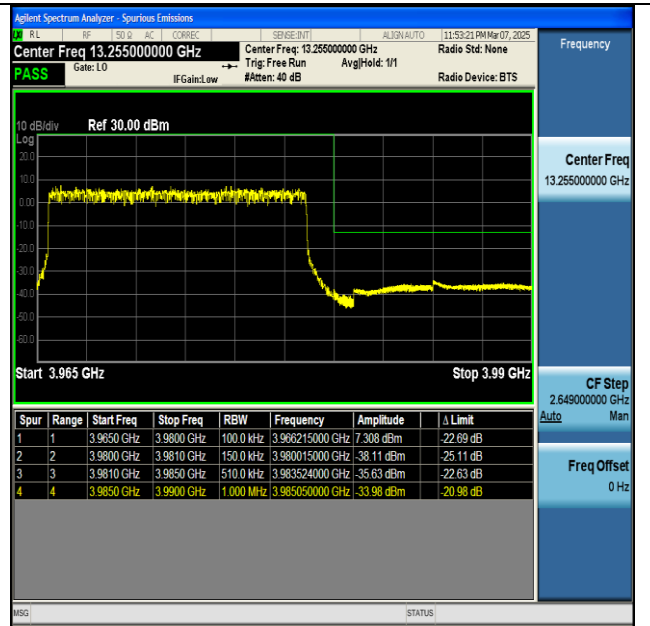 Agilent Spectrum Analyzer - Spurious Emissions
LXI RL RF 50 Ω AC CORREC SENSE:INT ALIGN AUTO 11:53:21 PM Mar 07, 2025
Center Freq 13.255000000 GHz
Center Freq: 13.255000000 GHz
Radio Std: None
Trig: Free Run Avg|Hold: 1/1
PASS Gate: LO IFGain:Low #Atten: 40 dB Radio Device: BTS
Frequency
10 dB/div Ref 30.00 dBm
Log
20.0
10.0
0.00
-10.0
-20.0
-30.0
-40.0
-50.0
-60.0
Start 3.965 GHz Stop 3.99 GHz
Spur Range Start Freq Stop Freq RBW Frequency Amplitude Δ Limit
1 1 3.9650 GHz 3.9800 GHz 100.0 kHz 3.966215000 GHz 7.308 dBm -22.69 dB
2 2 3.9800 GHz 3.9810 GHz 150.0 kHz 3.980015000 GHz -38.11 dBm -25.11 dB
3 3 3.9810 GHz 3.9850 GHz 510.0 kHz 3.983524000 GHz -35.63 dBm -22.63 dB
4 4 3.9850 GHz 3.9900 GHz 1.000 MHz 3.985050000 GHz -33.98 dBm -20.98 dB
Center Freq
13.255000000 GHz
CF Step
2.649000000 GHz
Auto Man
Freq Offset
0 Hz
MSG STATUS